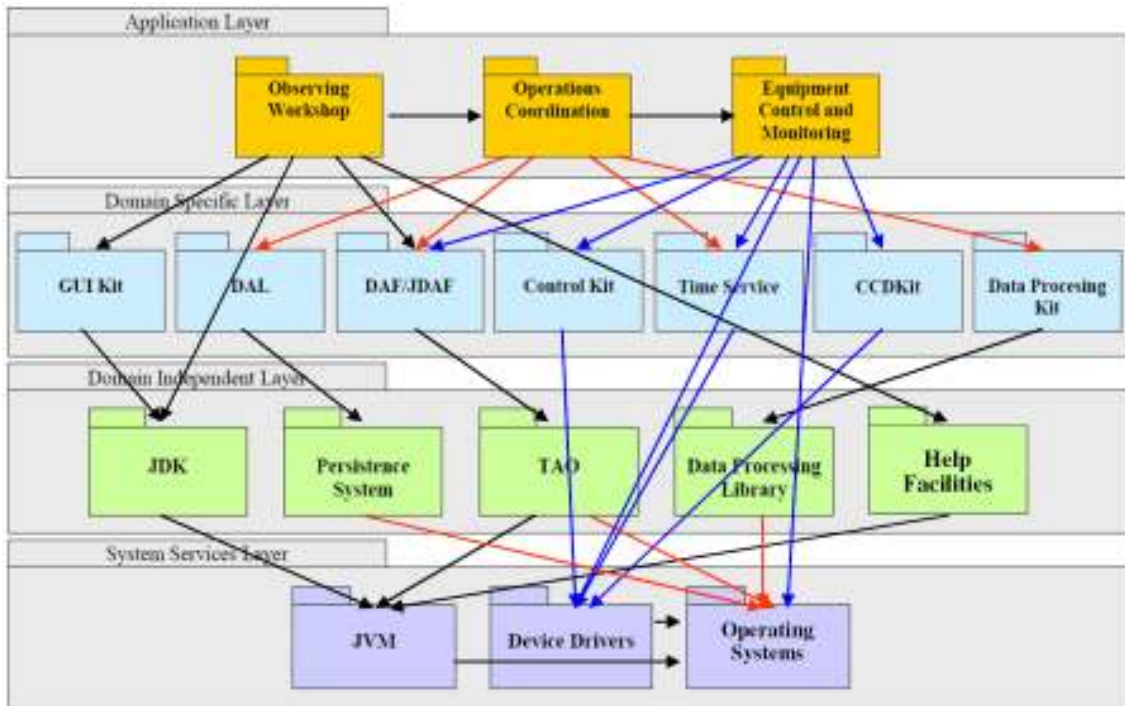 Application Layer
Observing
Workshop
Operations
Coordination
Equipment
Control and
Monitoring
Domain Specific Layer
GUI Kit
DAL
DAF/JDAF
Control Kit
Time Service
CCDKit
Data Procesing
Kit
Domain Independent Layer
JDK
Persistence
System
TAO
Data Processing
Library
Help
Facilities
System Services Layer
JVM
Device Drivers
Operating
Systems